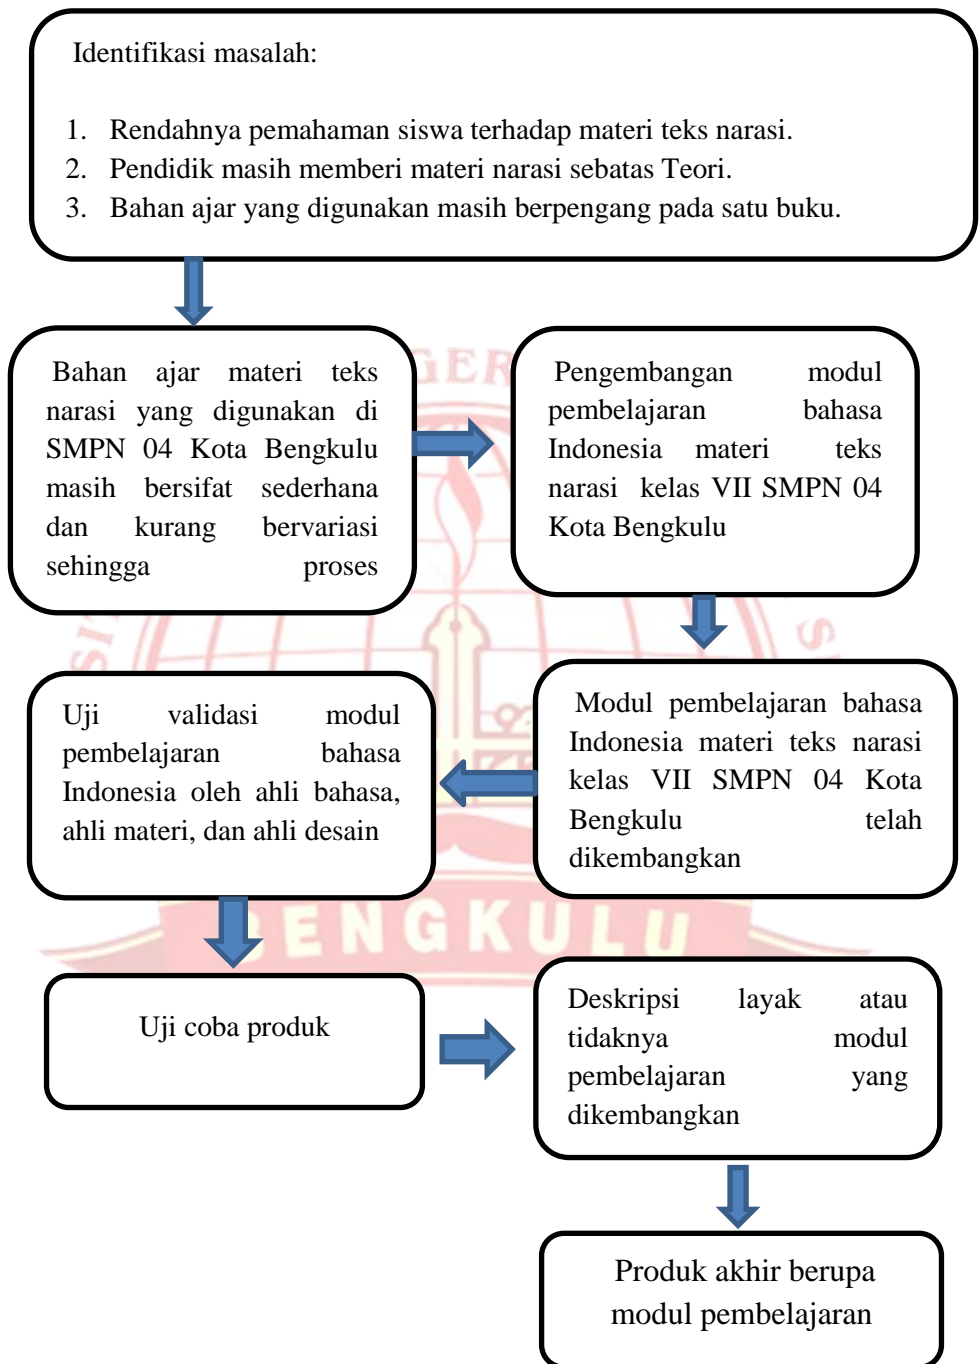 Identifikasi masalah:
1. Rendahnya pemahaman siswa terhadap materi teks narasi.
2. Pendidik masih memberi materi narasi sebatas Teori.
3. Bahan ajar yang digunakan masih berpengang pada satu buku.
Bahan ajar materi teks
narasi yang digunakan di
SMPN 04 Kota Bengkulu
masih bersifat sederhana
dan kurang bervariasi
sehingga proses
Pengembangan modul
pembelajaran bahasa
Indonesia materi teks
narasi kelas VII SMPN 04
Kota Bengkulu
Modul pembelajaran bahasa
Indonesia materi teks narasi
kelas VII SMPN 04 Kota
Bengkulu telah
dikembangkan
Uji validasi modul
pembelajaran bahasa
Indonesia oleh ahli bahasa,
ahli materi, dan ahli desain
BENGKULU
Uji coba produk
Deskripsi layak atau
tidaknya modul
pembelajaran yang
dikembangkan
Produk akhir berupa
modul pembelajaran